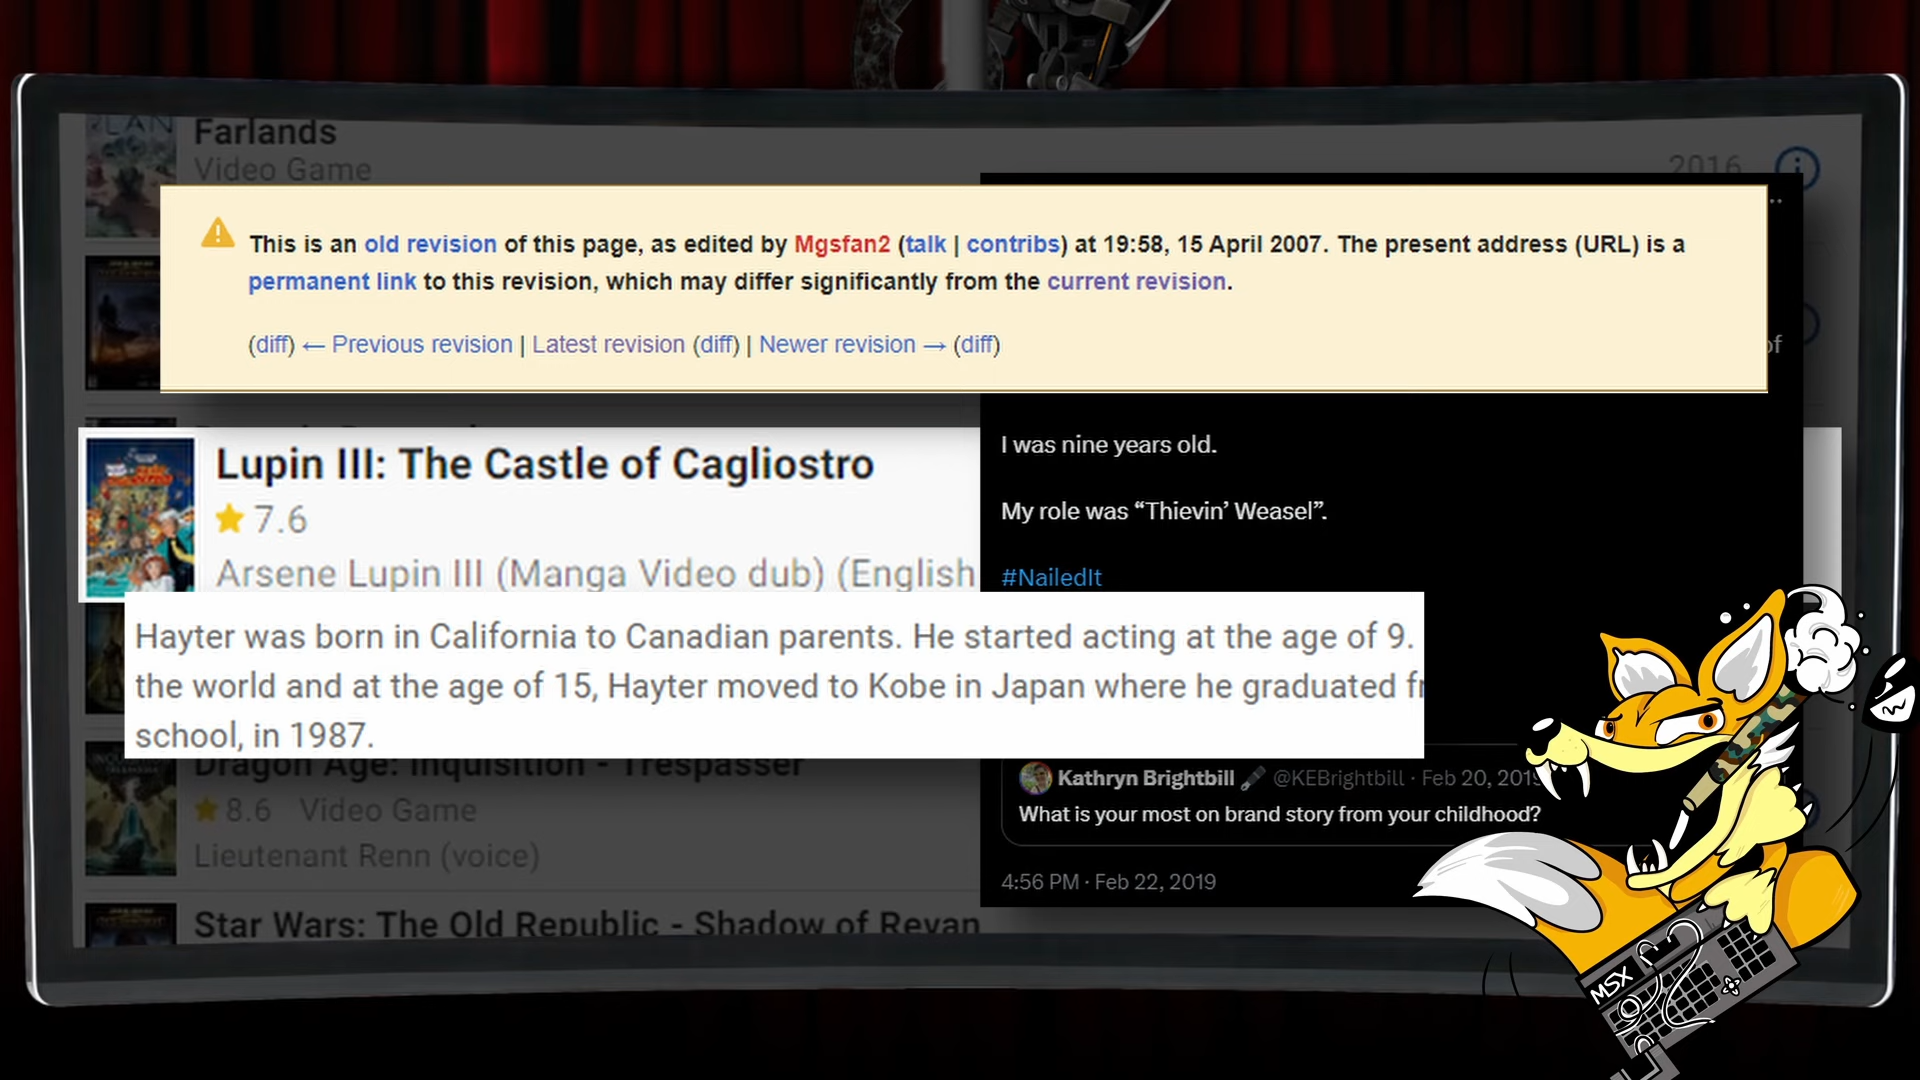 Farlands
Video Game
2016
This is an old revision of this page, as edited by Mgsfan2 (talk | contribs) at 19:58, 15 April 2007. The present address (URL) is a
permanent link to this revision, which may differ significantly from the current revision.
(diff) ← Previous revision | Latest revision (diff) | Newer revision → (diff)
of
Lupin III: The Castle of Cagliostro
7.6
Arsene Lupin III (Manga Video dub) (English
I was nine years old.
My role was “Thievin’ Weasel”.
#NailedIt
Hayter was born in California to Canadian parents. He started acting at the age of 9.
the world and at the age of 15, Hayter moved to Kobe in Japan where he graduated fr
school, in 1987.
Dragon Age: Inquisition - Trespasser
8.6 Video Game
Lieutenant Renn (voice)
Kathryn Brightbill @KEBrightbill · Feb 20, 2019
What is your most on brand story from your childhood?
4:56 PM · Feb 22, 2019
Star Wars: The Old Republic - Shadow of Revan
MSX